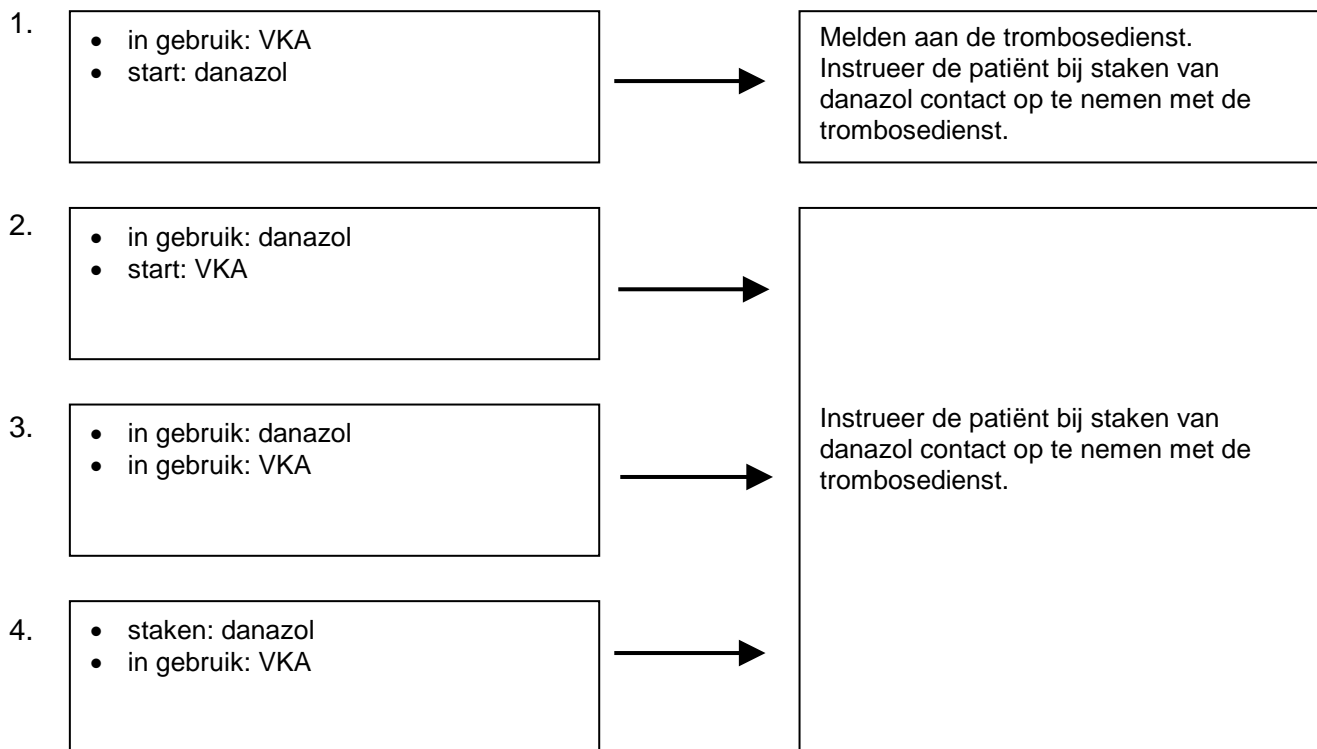 1.
• in gebruik: VKA
• start: danazol
Melden aan de trombosedienst.
Instrueer de patiënt bij staken van
danazol contact op te nemen met de
trombosedienst.
2.
• in gebruik: danazol
• start: VKA
3.
• in gebruik: danazol
• in gebruik: VKA
Instrueer de patiënt bij staken van
danazol contact op te nemen met de
trombosedienst.
4.
• staken: danazol
• in gebruik: VKA